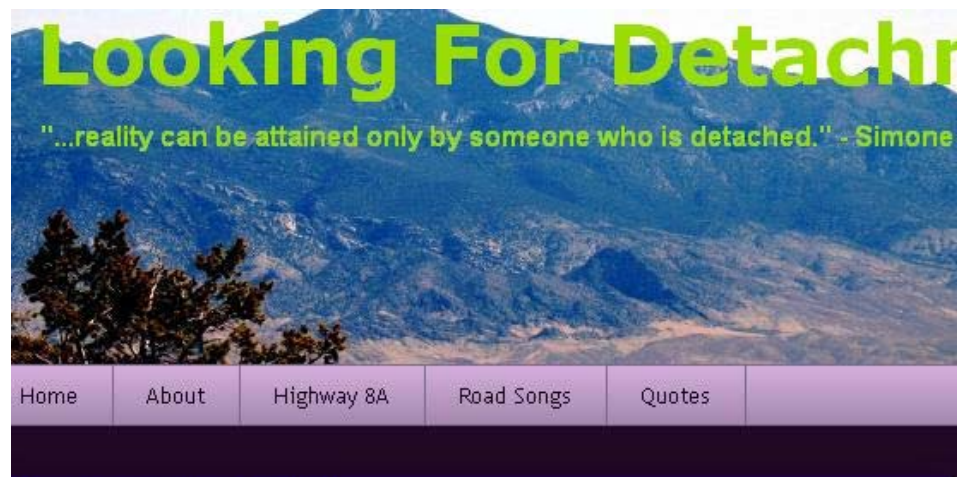 Looking For Detachm
"...reality can be attained only by someone who is detached." - Simone
Home About Highway 8A Road Songs Quotes